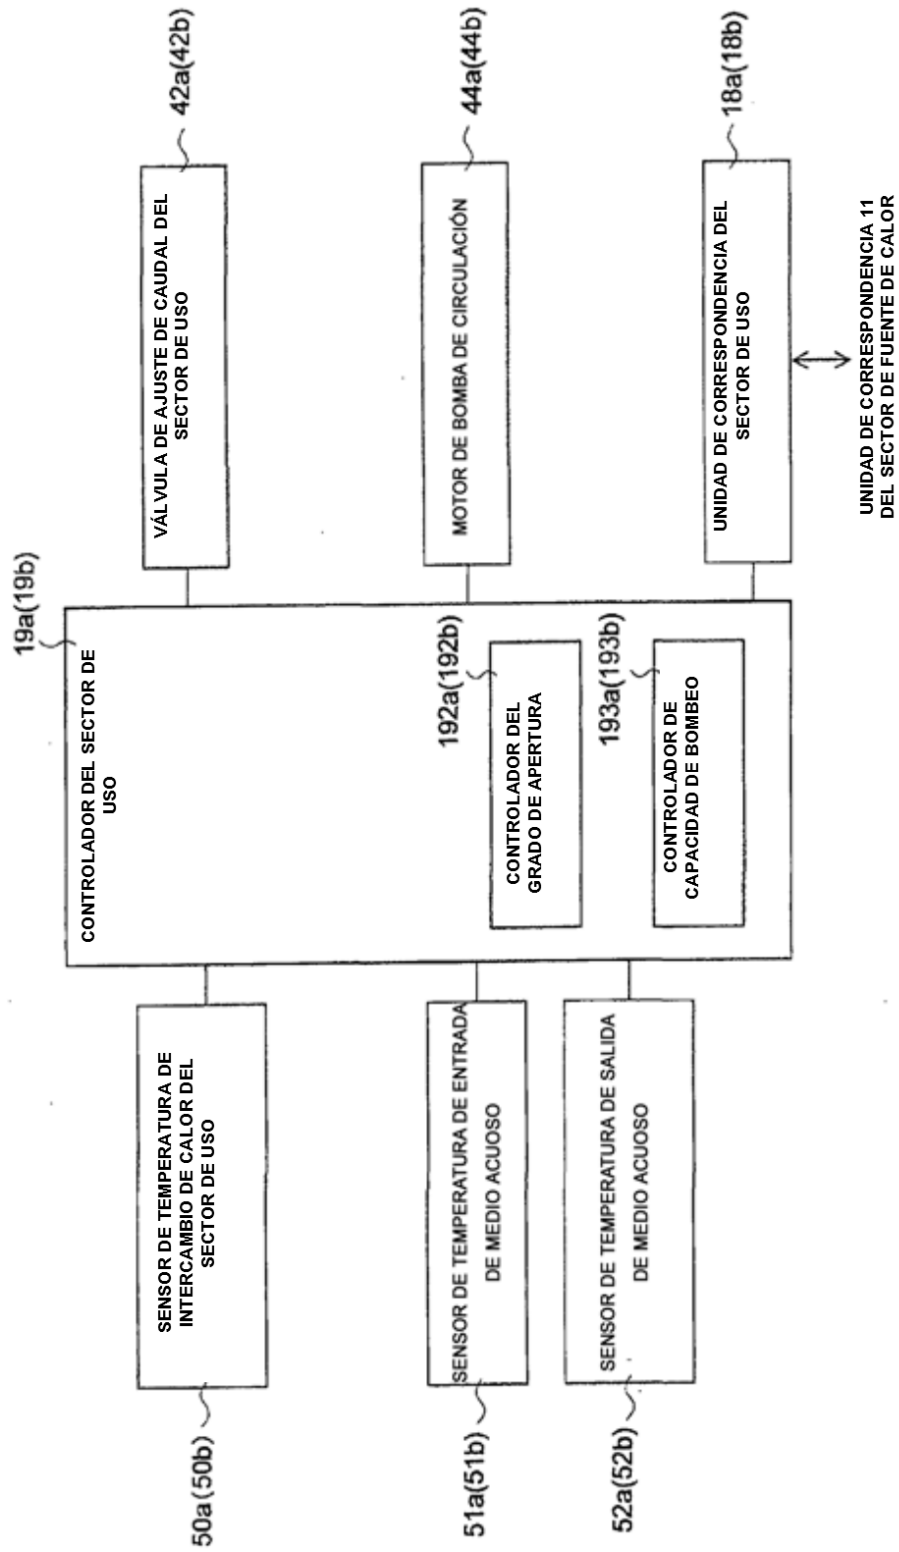 19a(19b)
CONTROLADOR DEL SECTOR DE
USO
50a(50b)
SENSOR DE TEMPERATURA DE
INTERCAMBIO DE CALOR DEL
SECTOR DE USO
51a(51b)
SENSOR DE TEMPERATURA DE ENTRADA
DE MEDIO ACUOSO
52a(52b)
SENSOR DE TEMPERATURA DE SALIDA
DE MEDIO ACUOSO
192a(192b)
CONTROLADOR DEL
GRADO DE APERTURA
193a(193b)
CONTROLADOR DE
CAPACIDAD DE BOMBEO
42a(42b)
VÁLVULA DE AJUSTE DE CAUDAL DEL
SECTOR DE USO
44a(44b)
MOTOR DE BOMBA DE CIRCULACIÓN
18a(18b)
UNIDAD DE CORRESPONDENCIA DEL
SECTOR DE USO
UNIDAD DE CORRESPONDENCIA 11
DEL SECTOR DE FUENTE DE CALOR